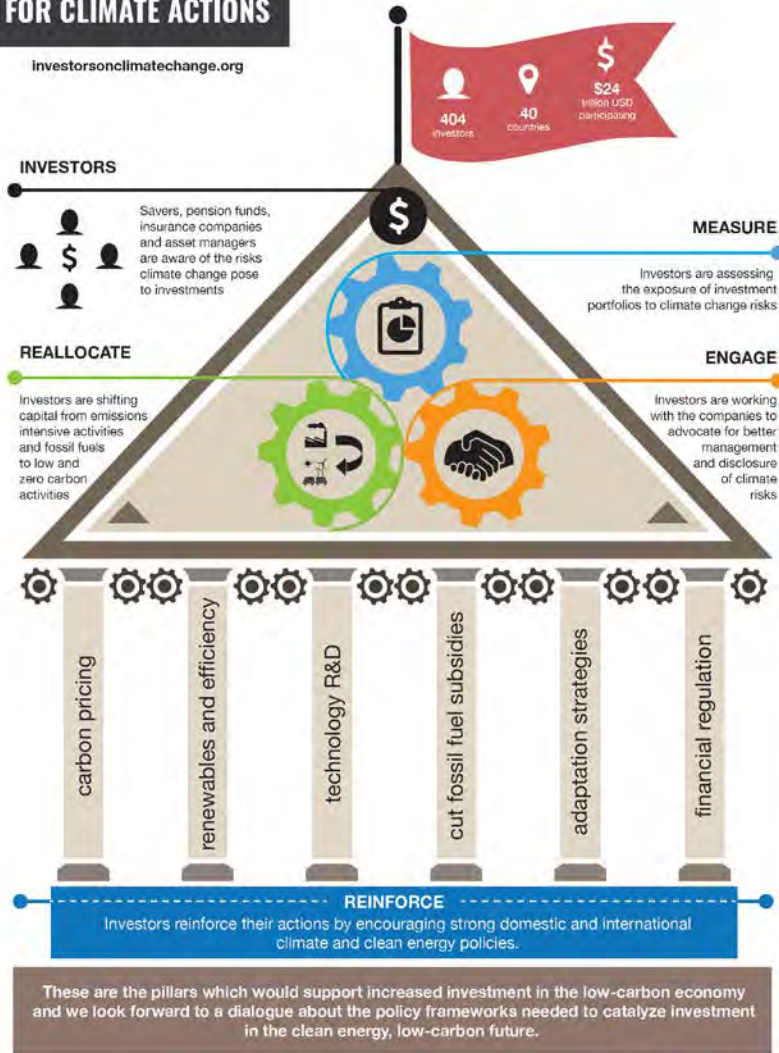 FOR CLIMATE ACTIONS
investorsonclimatechange.org
404
investors
40
countries
$
$24
trillion USD
participating
INVESTORS
$
Savers, pension funds,
insurance companies
and asset managers
are aware of the risks
climate change pose
to investments
$
MEASURE
Investors are assessing
the exposure of investment
portfolios to climate change risks
REALLOCATE
Investors are shifting
capital from emissions
intensive activities
and fossil fuels
to low and
zero carbon
activities
ENGAGE
Investors are working
with the companies to
advocate for better
management
and disclosure
of climate
risks
carbon pricing
renewables and efficiency
technology R&D
cut fossil fuel subsidies
adaptation strategies
financial regulation
REINFORCE
Investors reinforce their actions by encouraging strong domestic and international
climate and clean energy policies.
These are the pillars which would support increased investment in the low-carbon economy
and we look forward to a dialogue about the policy frameworks needed to catalyze investment
in the clean energy, low-carbon future.